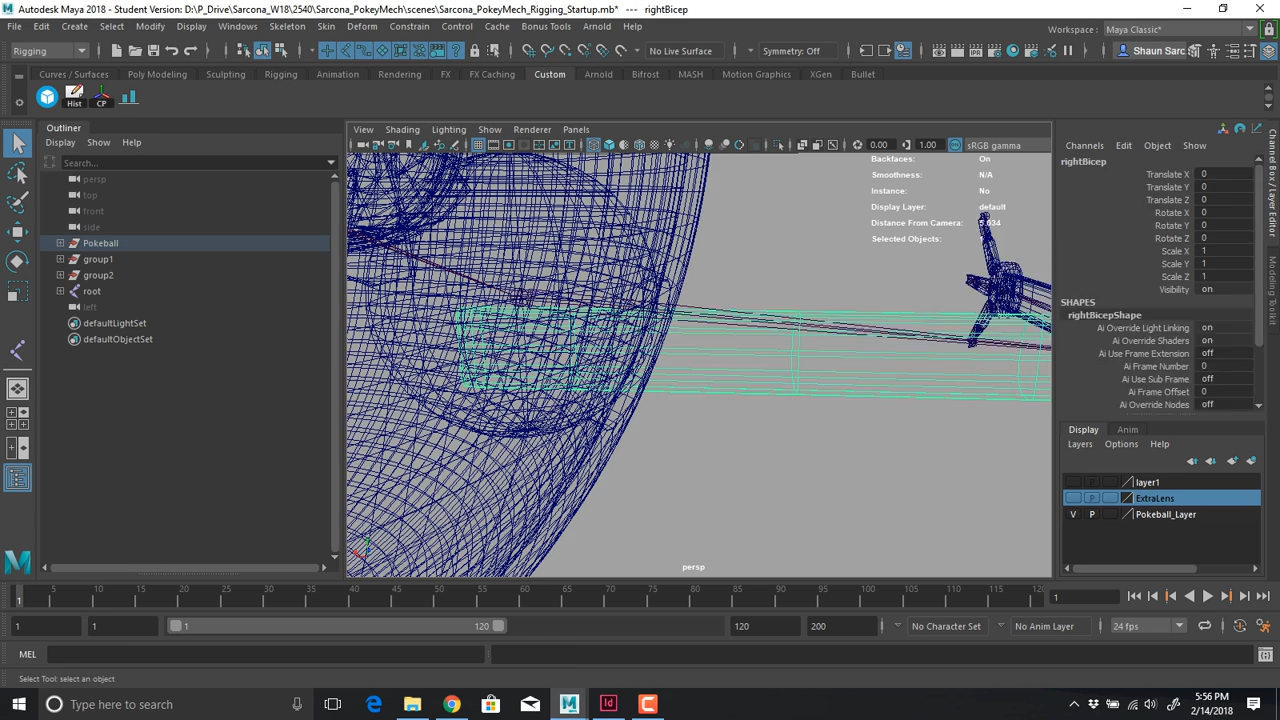 Autodesk Maya 2018 - Student Version: D:\P_Drive\Sarcona_W18\2540\Sarcona_PokeyMech\scenes\Sarcona_PokeyMech_Rigging_Startup.mb* --- rightBicep
File Edit Create Select Modify Display Windows Skeleton Skin Deform Constrain Control Cache Bonus Tools Arnold Help
Workspace : Maya Classic*
Rigging No Live Surface Symmetry: Off Shaun Sarc
Curves / Surfaces Poly Modeling Sculpting Rigging Animation Rendering FX FX Caching Custom Arnold Bifrost MASH Motion Graphics XGen Bullet
Hist CP
Outliner
Display Show Help
Search...
persp
top
front
side
Pokeball
group1
group2
root
left
defaultLightSet
defaultObjectSet
View Shading Lighting Show Renderer Panels
0.00 1.00 sRGB gamma
Backfaces: On
Smoothness: N/A
Instance: No
Display Layer: default
Distance From Camera:
Selected Objects:
persp
Channels Edit Object Show
rightBicep
Translate X 0
Translate Y 0
Translate Z 0
Rotate X 0
Rotate Y 0
Rotate Z 0
Scale X 1
Scale Y 1
Scale Z 1
Visibility on
SHAPES
rightBicepShape
Ai Override Light Linking on
Ai Override Shaders on
Ai Use Frame Extension off
Ai Frame Number 0
Ai Use Sub Frame off
Ai Frame Offset 0
Ai Override Nodes off
Channel Box / Layer Editor
Modeling Toolkit
Display Anim
Layers Options Help
P layer1
P ExtraLens
V P Pokeball_Layer
5 10 15 20 25 30 35 40 45 50 55 60 65 70 75 80 85 90 95 100 105 110 115 120
1 1
1 1 1 120 120 200 No Character Set No Anim Layer 24 fps
MEL
Select Tool: select an object
Type here to search
5:56 PM
2/14/2018